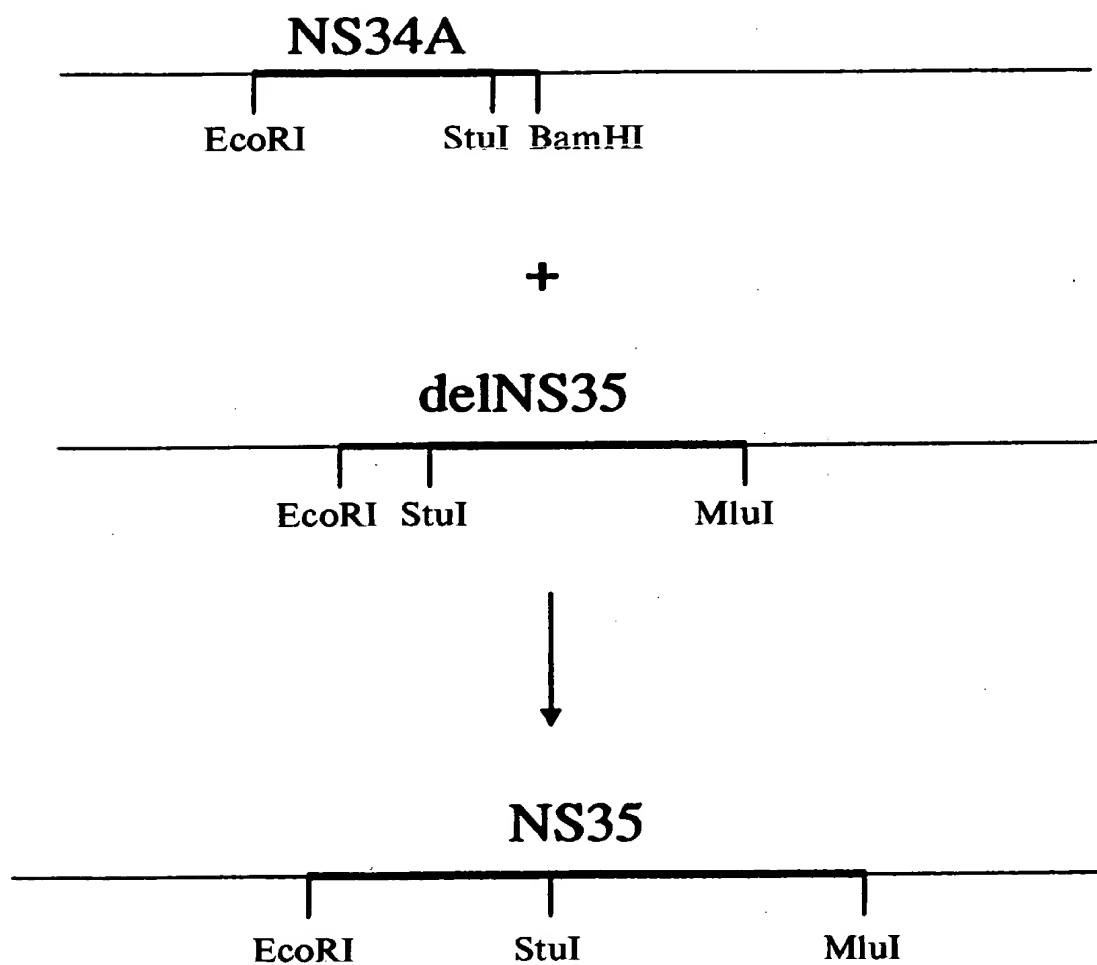 NS34A
EcoRI StuI BamHI
+
delNS35
EcoRI StuI MluI
NS35
EcoRI StuI MluI